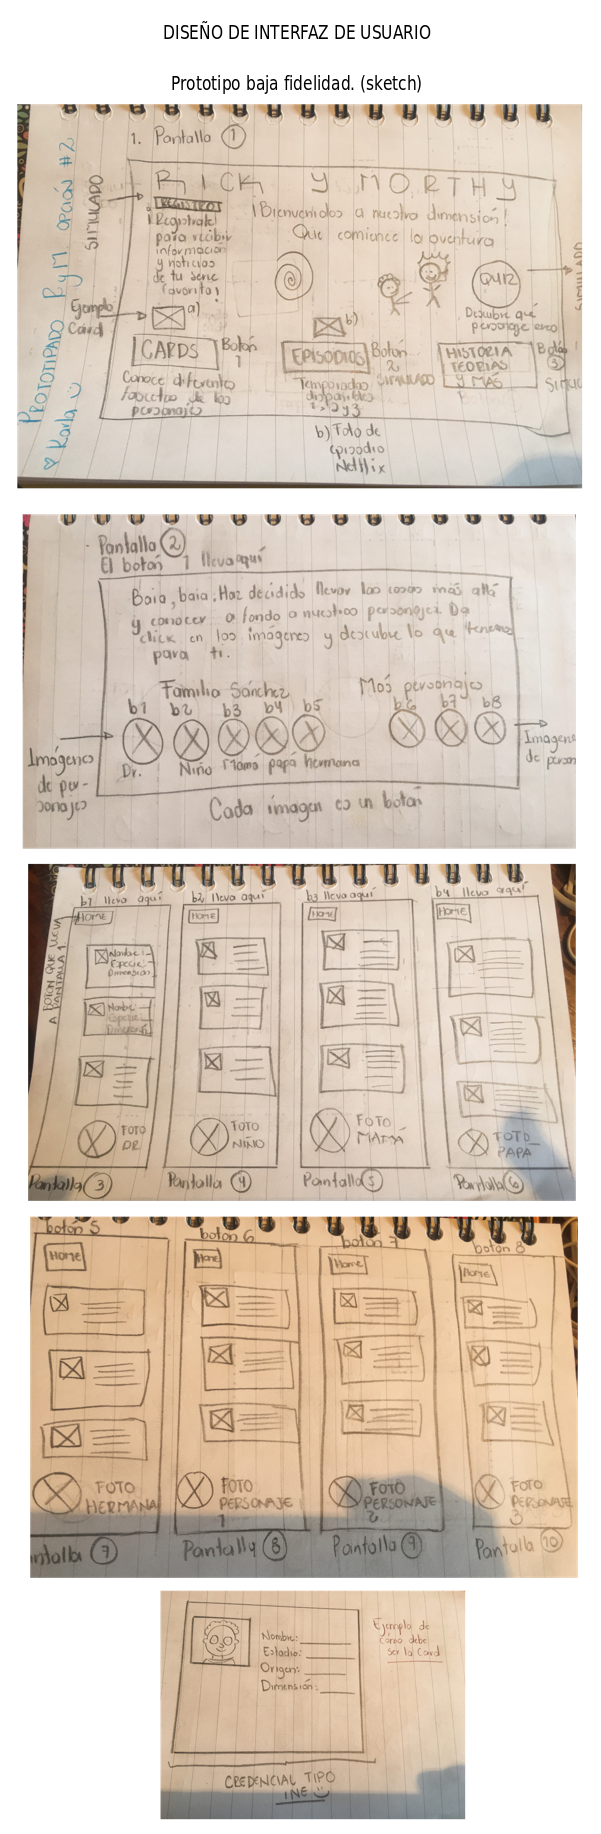 DISEÑO DE INTERFAZ DE USUARIO
Prototipo baja fidelidad. (sketch)
PROTOTIPADO R y M. OPCIÓN #2
♡ Karla
1. Pantalla 1
RICK Y MORTHY
SIMULADO
REGISTRO
¡Registrate
para recibir
información
y noticias
de tu serie
favorita!
¡Bienvenidos a nuestra dimensión!
Que comience la aventura
QUIZ
Descubre qué
personaje eres
SIMULADO
Ejemplo
Card
a)
b)
CARDS
Botón
1
Conoce diferentes
facetas de los
personajes
EPISODIOS
Botón
2
SIMULADO
Temporadas
disponibles
1, 2 y 3
HISTORIA
TEORÍAS
Y MÁS
Botón
3
b) Foto de
episodio
Netflix
- Pantalla 2
El botón 1 lleva aquí
Baia, baia. Haz decidido llevar las cosas más allá
y conocer a fondo a nuestros personajes. Da
click en las imágenes y descubre lo que tenemos
para ti.
Familia Sánchez
Más personajes
b1 b2 b3 b4 b5
b6 b7 b8
Dr. Niño Mamá papá hermana
Imágenes
de per-
sonajes
Imagene
de person
Cada imagen es un botón
b1 lleva aquí
b2 lleva aquí
b3 lleva aquí
b4 lleva aquí
HOME
HOME
HOME
HOME
A BOTÓN QUE LLEVA
A PANTALLA 1
Nombre
Especie
Dimensión
Nombre
Especie
Dimensión
FOTO
DR
FOTO
NIÑO
FOTO
MAMÁ
FOTO
PAPÁ
Pantalla 3
Pantalla 4
Pantalla 5
Pantalla 6
botón 5
botón 6
botón 7
botón 8
Home
Home
Home
Home
FOTO
HERMANA
FOTO
PERSONAJE
1
FOTO
PERSONAJE
2
FOTO
PERSONAJE
3
ntalla 7
Pantalla 8
Pantalla 9
Pantalla 10
Nombre:
Estadio:
Origen:
Dimensión:
Ejemplo de
cómo debe
ser la Card
CREDENCIAL TIPO
INE